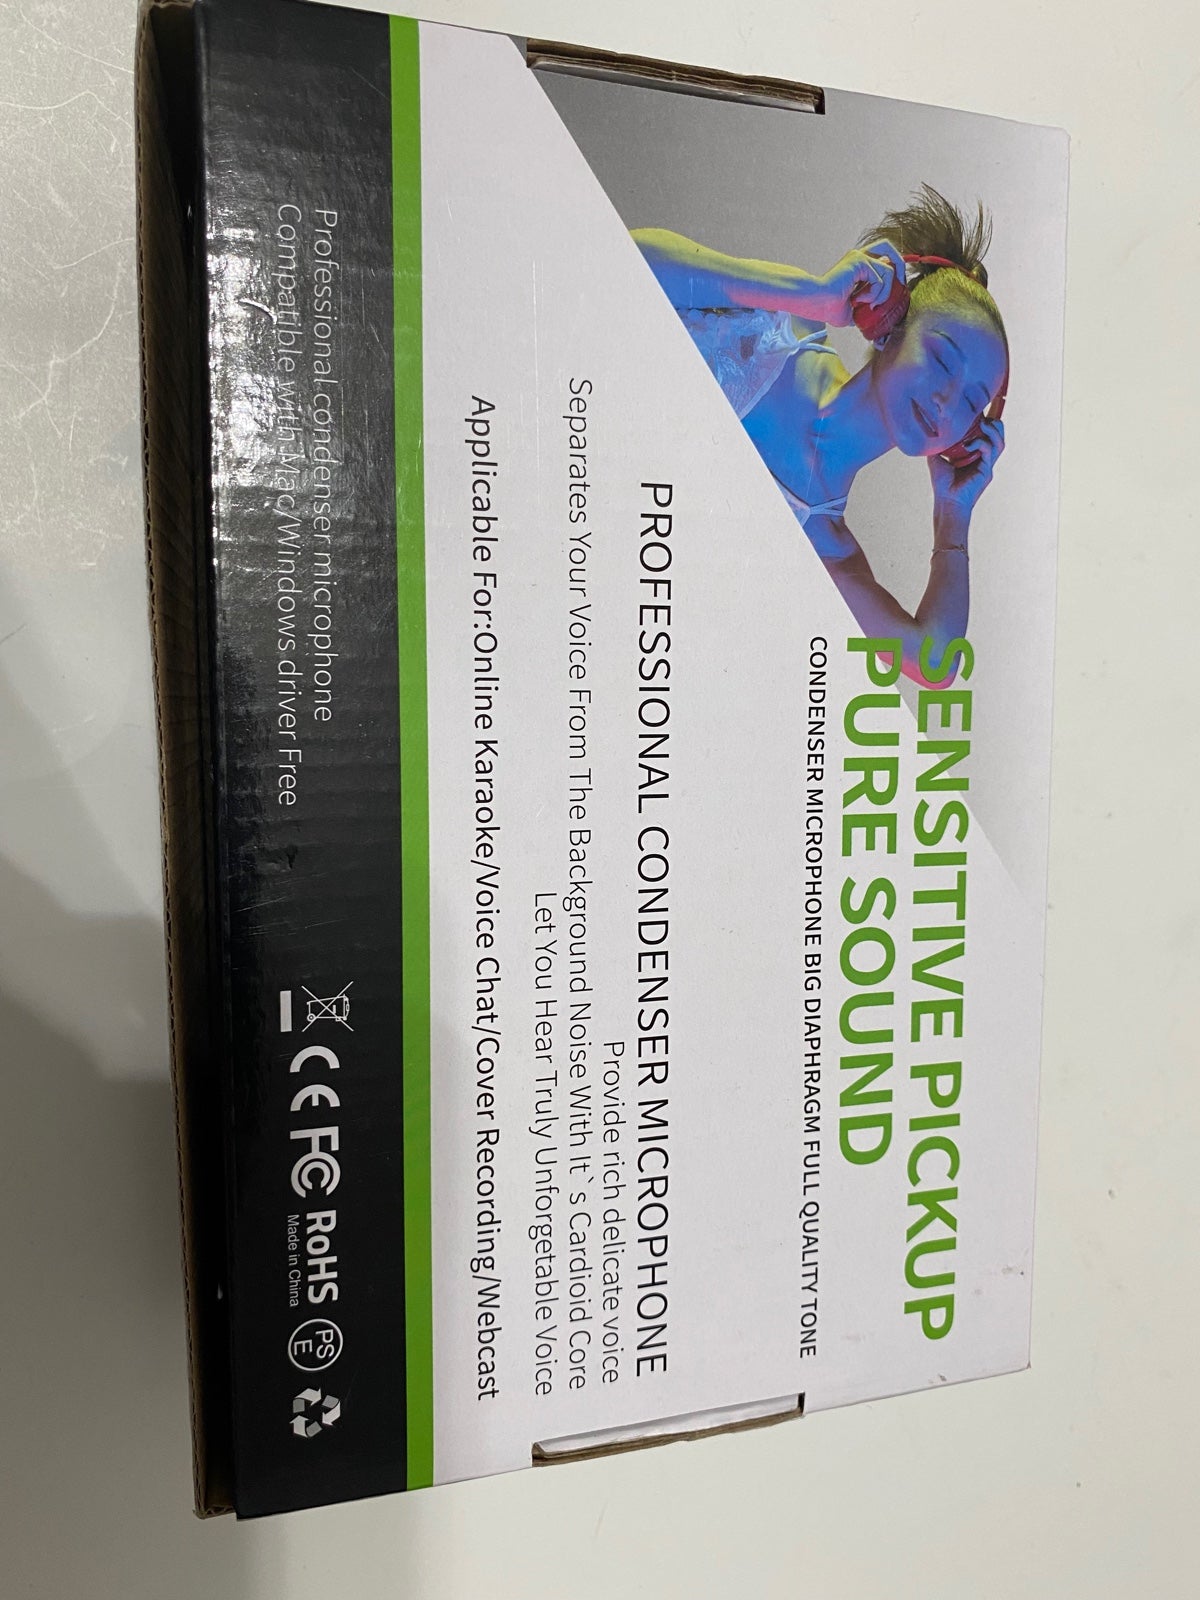 SENSITIVE PICKUP
PURE SOUND
CONDENSER MICROPHONE BIG DIAPHRAGM FULL QUALITY TONE
PROFESSIONAL CONDENSER MICROPHONE
Provide rich delicate voice
Separates Your Voice From The Background Noise With It`s Cardioid Core
Let You Hear Truly Unforgetable Voice
Applicable For:Online Karaoke/Voice Chat/Cover Recording/Webcast
Professional condenser microphone
Compatible with Mac/Windows driver Free
CE FC RoHS
Made in China
PS
E